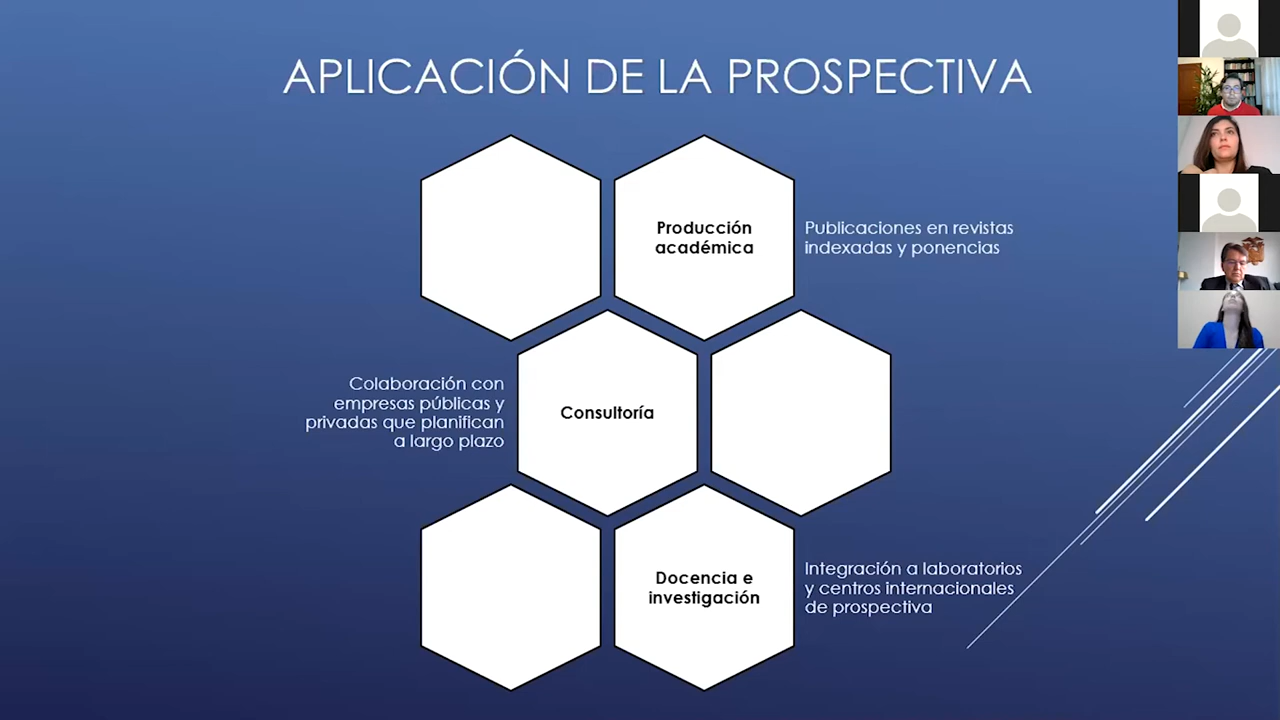 APLICACIÓN DE LA PROSPECTIVA
Producción
académica
Publicaciones en revistas
indexadas y ponencias
Colaboración con
empresas públicas y
privadas que planifican
a largo plazo
Consultoría
Docencia e
investigación
Integración a laboratorios
y centros internacionales
de prospectiva